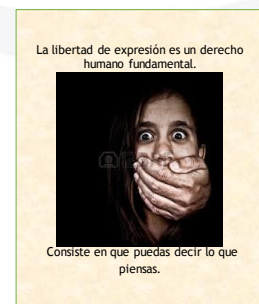 La libertad de expresión es un derecho
humano fundamental.
Consiste en que puedas decir lo que
piensas.